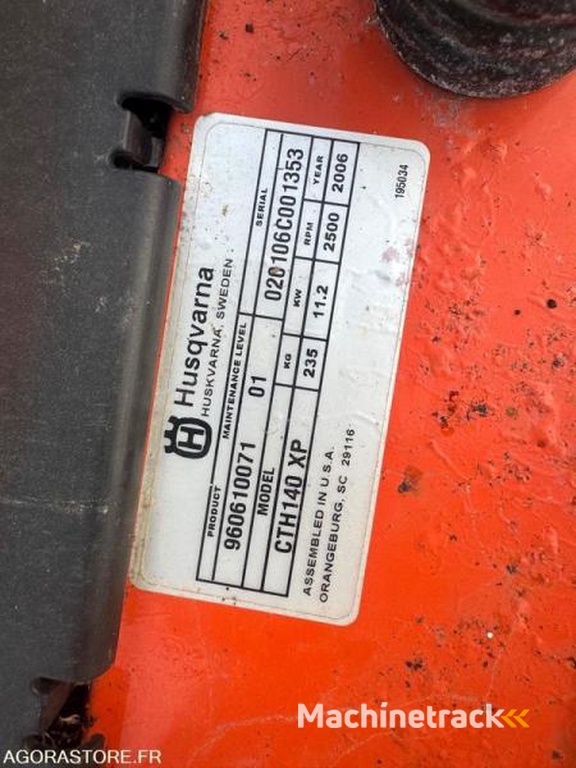 Husqvarna
HUSKVARNA, SWEDEN
PRODUCT MAINTENANCE LEVEL SERIAL
960610071 01 020106C001353
MODEL KG KW RPM YEAR
CTH140 XP 235 11.2 2500 2006
ASSEMBLED IN U.S.A.
ORANGEBURG, SC 29116
195034
Machinetrack
AGORASTORE.FR